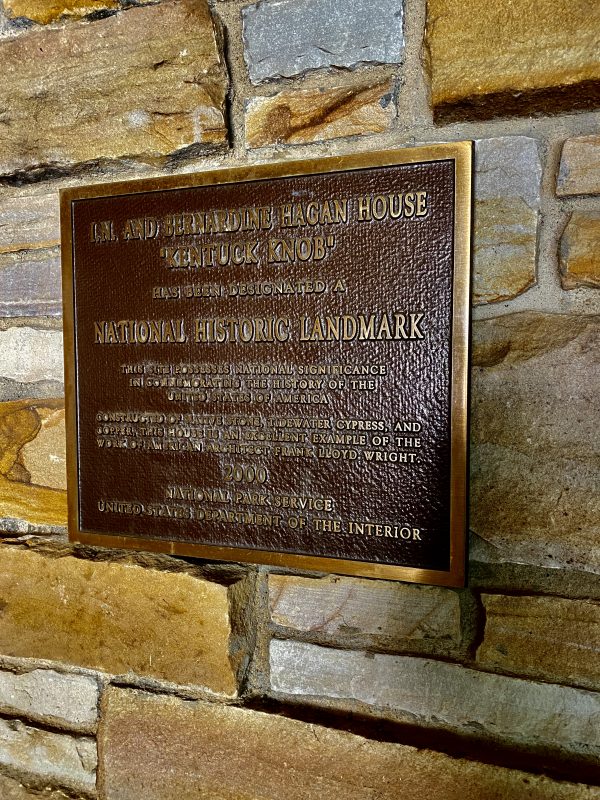 I.N. AND BERNARDINE HAGAN HOUSE
"KENTUCK KNOB"
HAS BEEN DESIGNATED A
NATIONAL HISTORIC LANDMARK
THIS SITE POSSESSES NATIONAL SIGNIFICANCE
IN COMMEMORATING THE HISTORY OF THE
UNITED STATES OF AMERICA
CONSTRUCTED OF NATIVE STONE, TIDEWATER CYPRESS, AND
COPPER, THIS HOUSE IS AN EXCELLENT EXAMPLE OF THE
WORK OF AMERICAN ARCHITECT FRANK LLOYD WRIGHT.
2000
NATIONAL PARK SERVICE
UNITED STATES DEPARTMENT OF THE INTERIOR